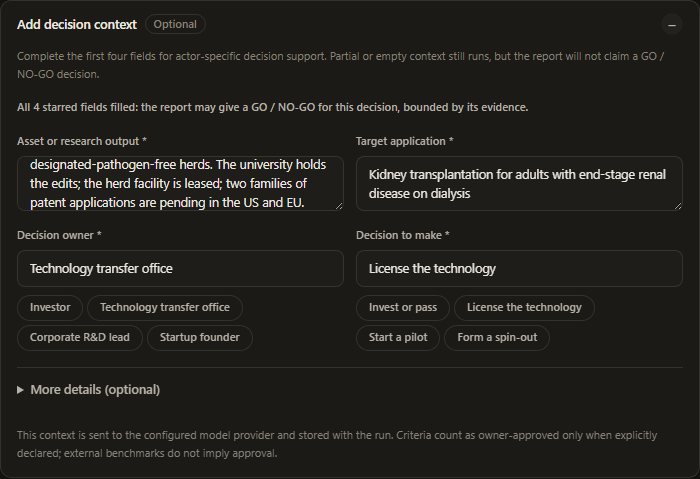 Add decision context Optional
Complete the first four fields for actor-specific decision support. Partial or empty context still runs, but the report will not claim a GO /
NO-GO decision.
All 4 starred fields filled: the report may give a GO / NO-GO for this decision, bounded by its evidence.
Asset or research output *
designated-pathogen-free herds. The university holds
the edits; the herd facility is leased; two families of
patent applications are pending in the US and EU.
Target application *
Kidney transplantation for adults with end-stage renal
disease on dialysis
Decision owner *
Technology transfer office
Investor
Technology transfer office
Corporate R&D lead
Startup founder
Decision to make *
License the technology
Invest or pass
License the technology
Start a pilot
Form a spin-out
More details (optional)
This context is sent to the configured model provider and stored with the run. Criteria count as owner-approved only when explicitly
declared; external benchmarks do not imply approval.